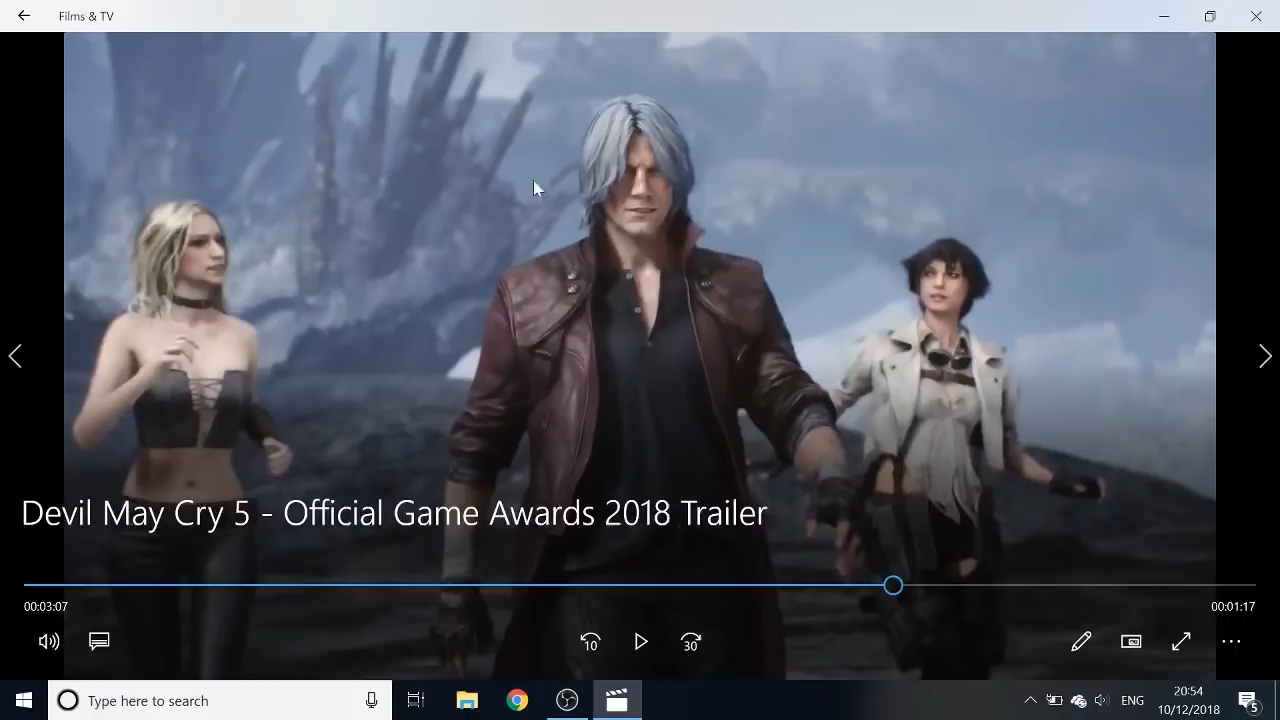 Films & TV
Devil May Cry 5 - Official Game Awards 2018 Trailer
00:03:07
00:01:17
10
30
Type here to search
ENG
20:54
10/12/2018
5